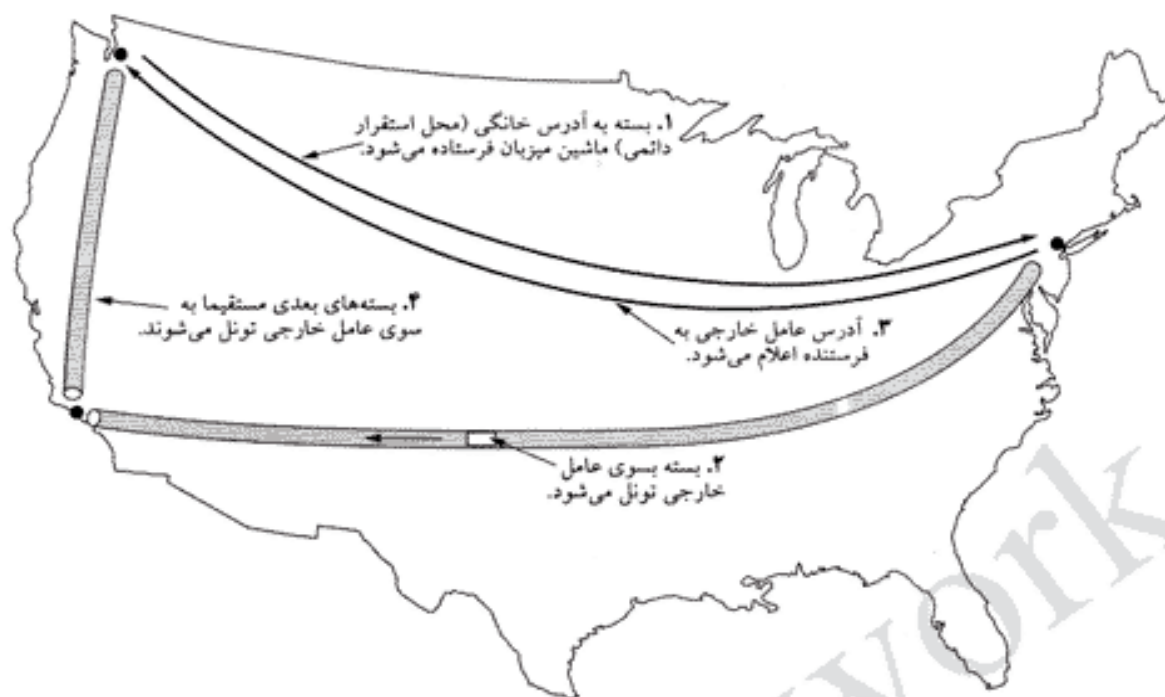 ۱. بسته به آدرس خانگی (محل استقرار
دائمی) ماشین میزبان فرستاده می‌شود.
۴. بسته‌های بعدی مستقیما به
سوی عامل خارجی تونل می‌شوند.
۳. آدرس عامل خارجی به
فرستنده اعلام می‌شود.
۲. بسته بسوی عامل
خارجی تونل می‌شود.
work